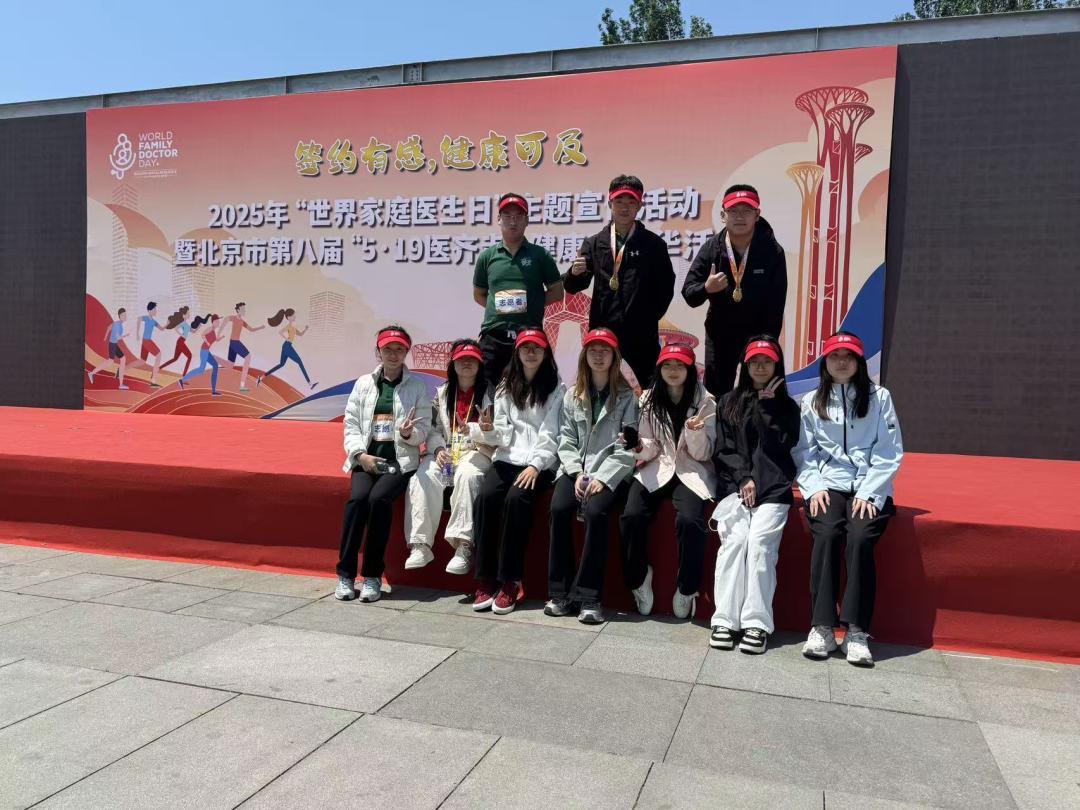 WORLD
FAMILY
DOCTOR
DAY
签约有感,健康可及
2025年“世界家庭医生日”主题宣 活动
暨北京市第八届“5·19医齐 健康 华活
志愿者
志愿